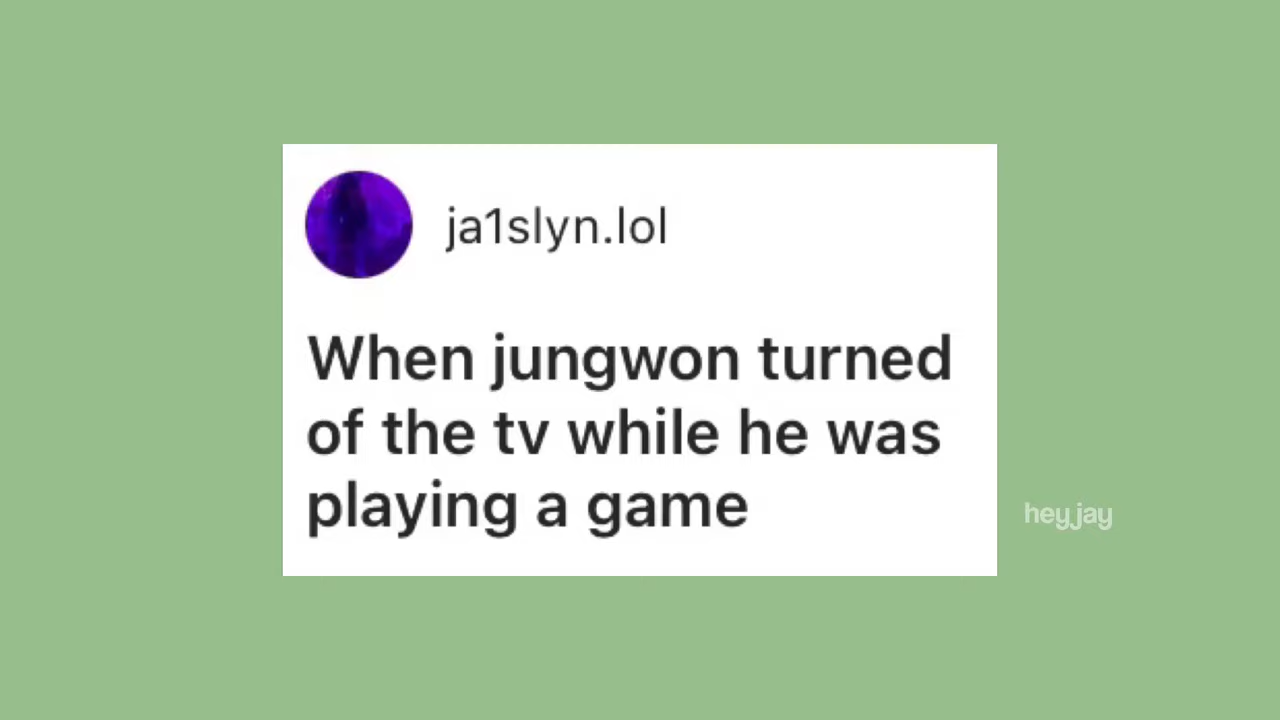 ja1slyn.lol
When jungwon turned
of the tv while he was
playing a game
heyjay